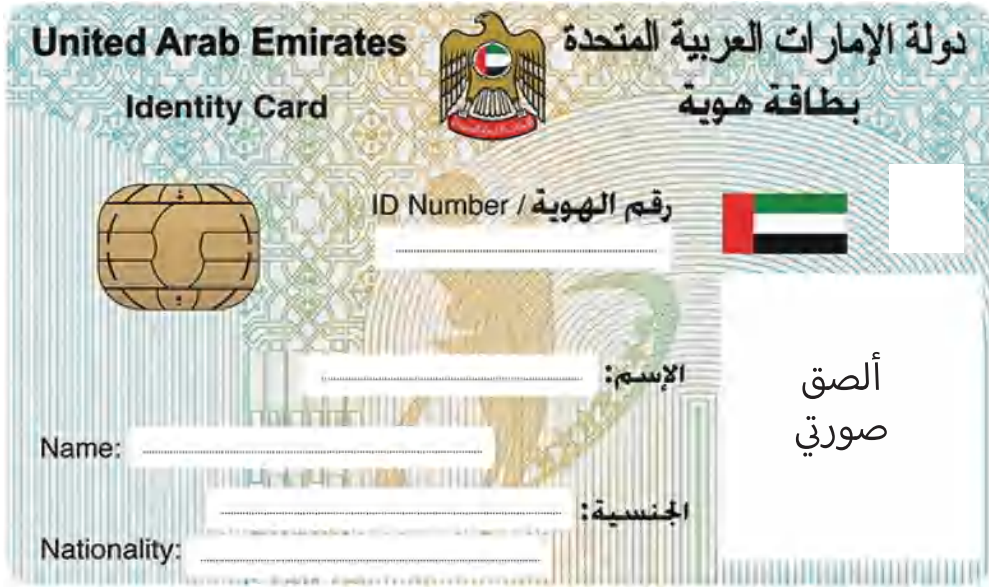 United Arab Emirates
دولة الإمارات العربية المتحدة
Identity Card
بطاقة هوية
ID Number / رقم الهوية
الإسم:
ألصق
صورتي
Name:
الجنسية:
Nationality: